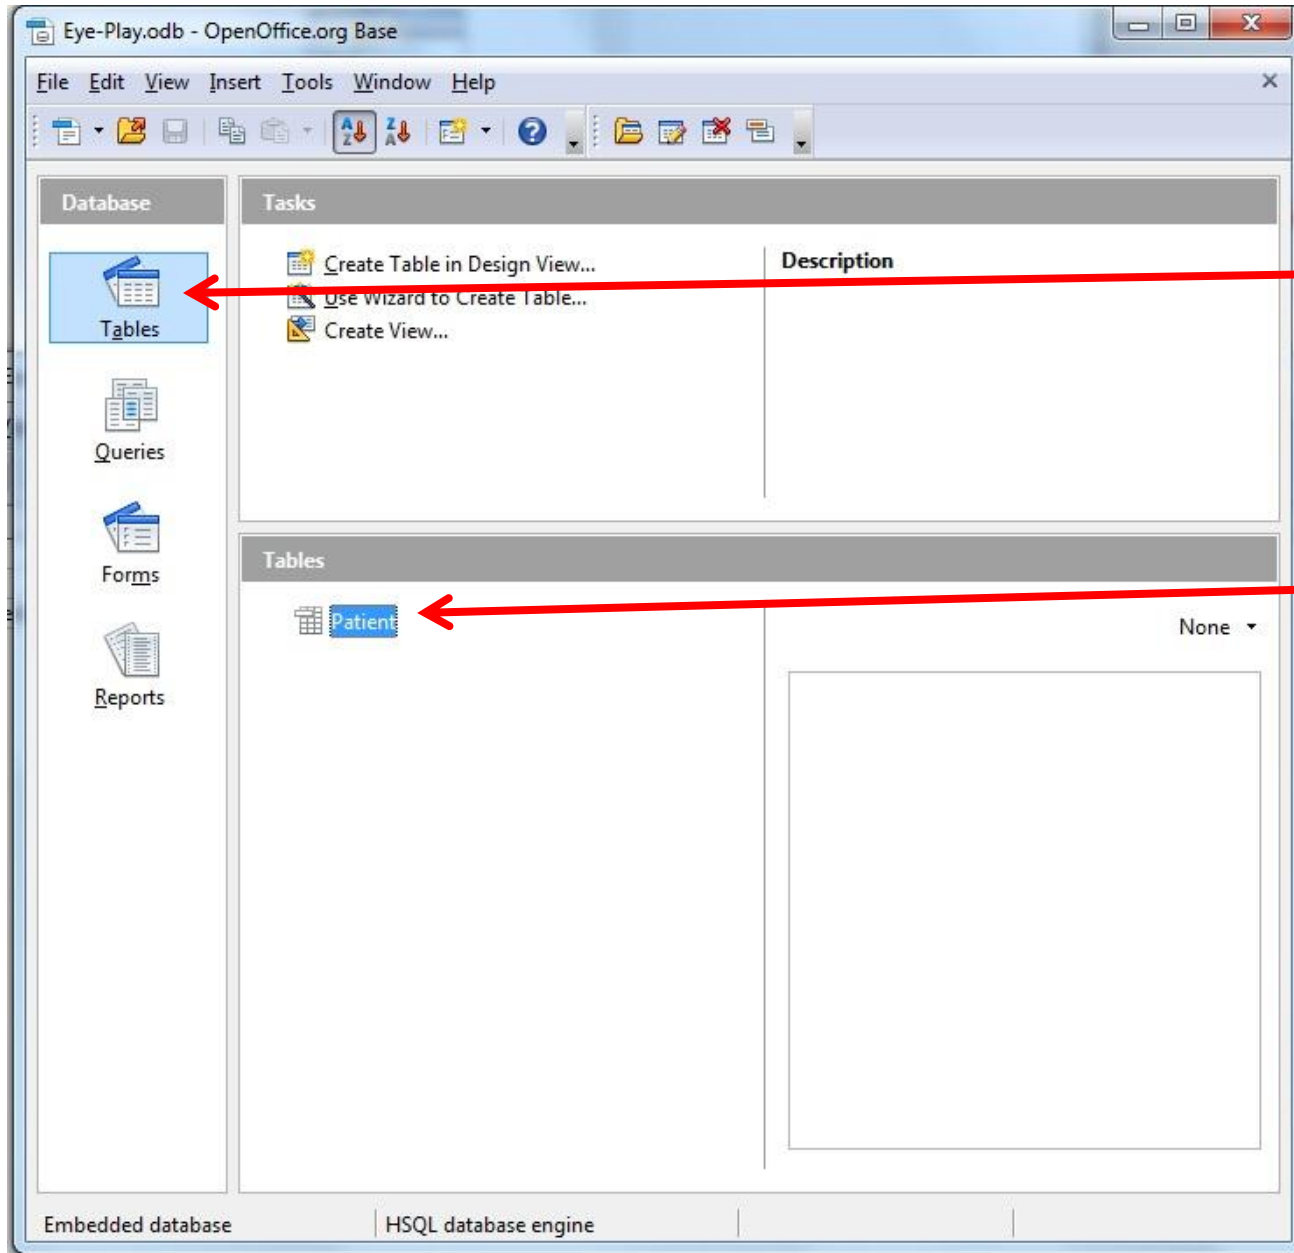 Eye-Play.odb - OpenOffice.org Base
File Edit View Insert Tools Window Help
Database
Tables
Queries
Forms
Reports
Tasks
Create Table in Design View...
Use Wizard to Create Table...
Create View...
Description
Tables
Patient
None
Embedded database
HSQL database engine